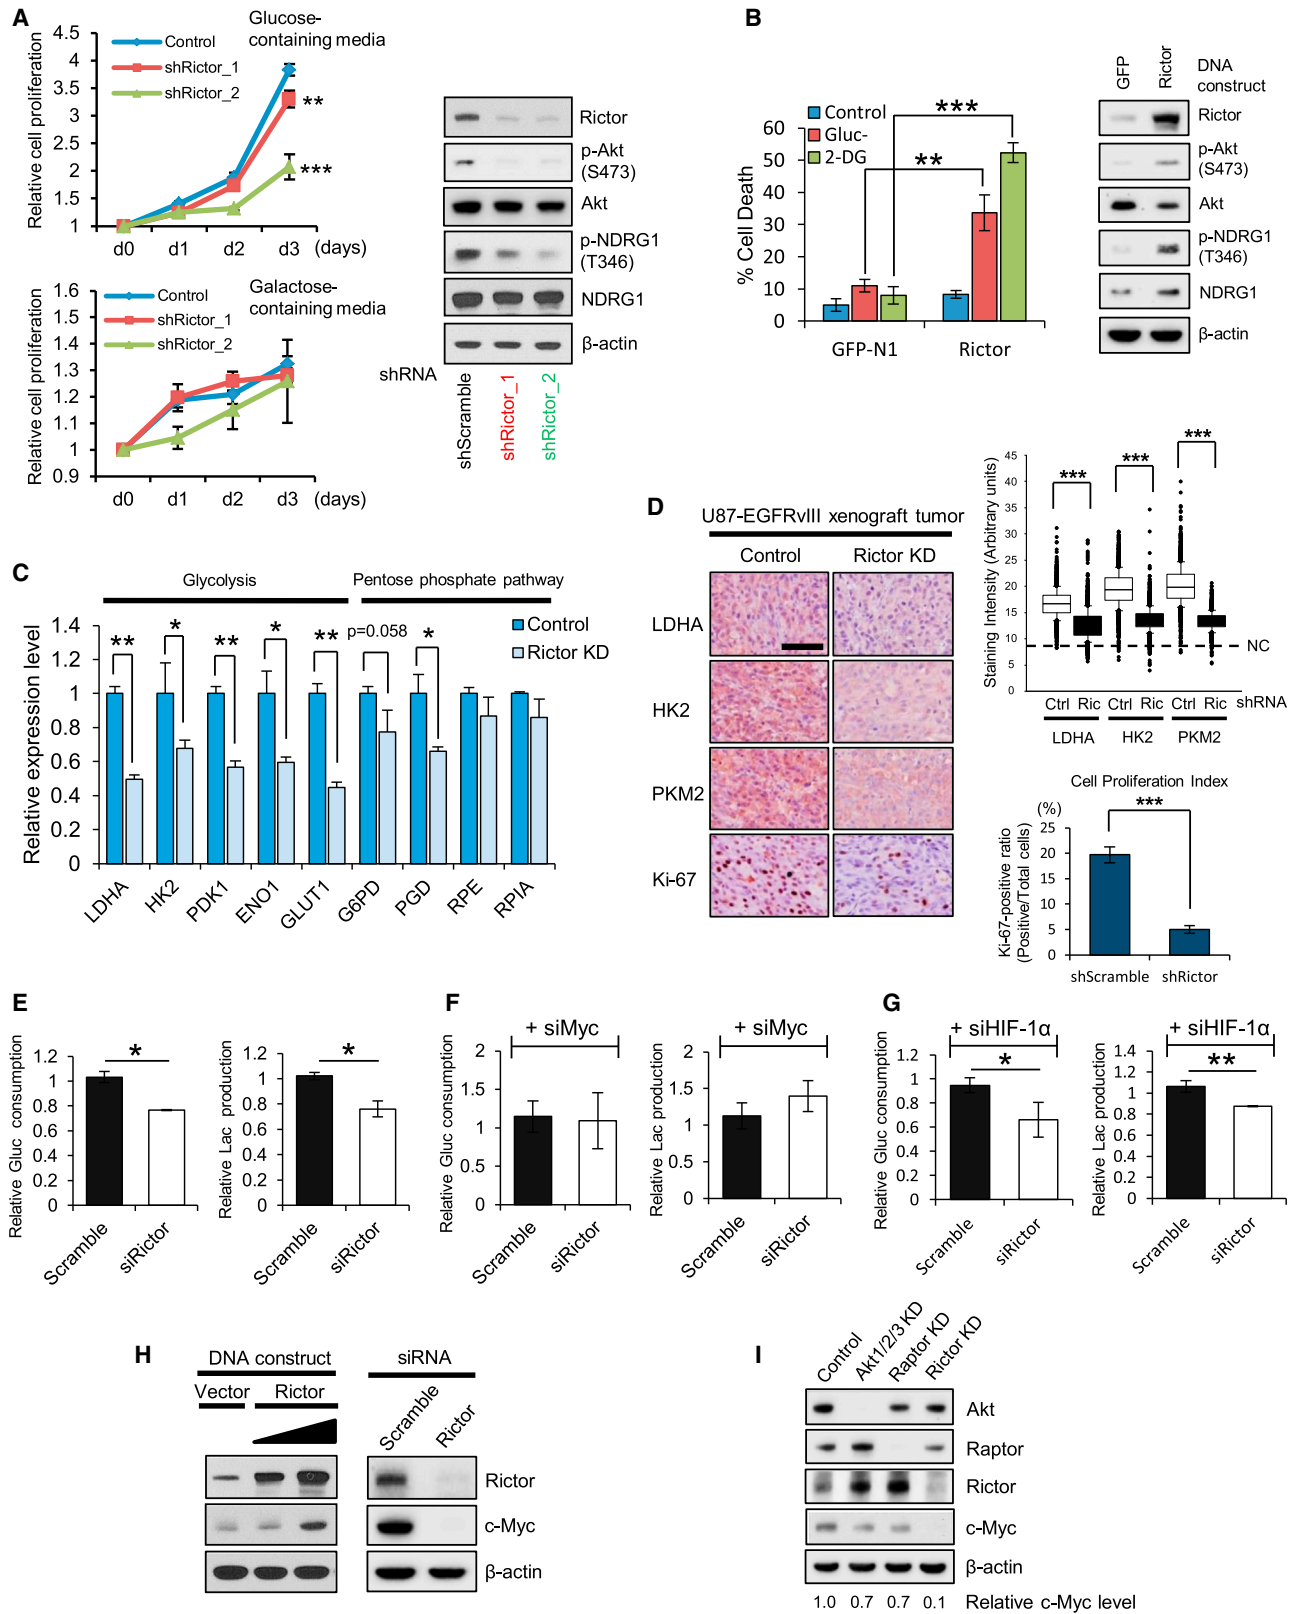 A
Glucose-
containing media
Control
shRictor_1
shRictor_2
Relative cell proliferation
4.5
4
3.5
3
2.5
2
1.5
1
**
***
d0
d1
d2
d3
(days)
Galactose-
containing media
Control
shRictor_1
shRictor_2
Relative cell proliferation
1.6
1.5
1.4
1.3
1.2
1.1
1
0.9
d0
d1
d2
d3
(days)
Rictor
p-Akt
(S473)
Akt
p-NDRG1
(T346)
NDRG1
β-actin
shRNA
shScramble
shRictor_1
shRictor_2
B
Control
Gluc-
2-DG
% Cell Death
60
50
40
30
20
10
0
***
**
GFP-N1
Rictor
GFP
Rictor
DNA
construct
Rictor
p-Akt
(S473)
Akt
p-NDRG1
(T346)
NDRG1
β-actin
C
Glycolysis
Pentose phosphate pathway
Control
Rictor KD
Relative expression level
1.4
1.2
1
0.8
0.6
0.4
0.2
0
**
*
**
*
**
p=0.058
*
LDHA
HK2
PDK1
ENO1
GLUT1
G6PD
PGD
RPE
RPIA
D
U87-EGFRvIII xenograft tumor
Control
Rictor KD
LDHA
HK2
PKM2
Ki-67
Staining Intensity (Arbitrary units)
45
40
35
30
25
20
15
10
5
0
***
***
***
NC
Ctrl Ric Ctrl Ric Ctrl Ric
shRNA
LDHA
HK2
PKM2
Cell Proliferation Index
(%)
***
Ki-67-positive ratio
(Positive/Total cells)
25
20
15
10
5
0
shScramble
shRictor
E
Relative Gluc consumption
1.2
1
0.8
0.6
0.4
0.2
0
*
Scramble
siRictor
Relative Lac production
1.2
1
0.8
0.6
0.4
0.2
0
*
Scramble
siRictor
F
+ siMyc
Relative Gluc consumption
2
1.5
1
0.5
0
Scramble
siRictor
+ siMyc
Relative Lac production
2
1.5
1
0.5
0
Scramble
siRictor
G
+ siHIF-1α
*
Relative Gluc consumption
1.2
1
0.8
0.6
0.4
0.2
0
Scramble
siRictor
+ siHIF-1α
**
Relative Lac production
1.4
1.2
1
0.8
0.6
0.4
0.2
0
Scramble
siRictor
H
DNA construct
Vector
Rictor
siRNA
Scramble
Rictor
Rictor
c-Myc
β-actin
I
Control
Akt1/2/3 KD
Raptor KD
Rictor KD
Akt
Raptor
Rictor
c-Myc
β-actin
1.0 0.7 0.7 0.1 Relative c-Myc level